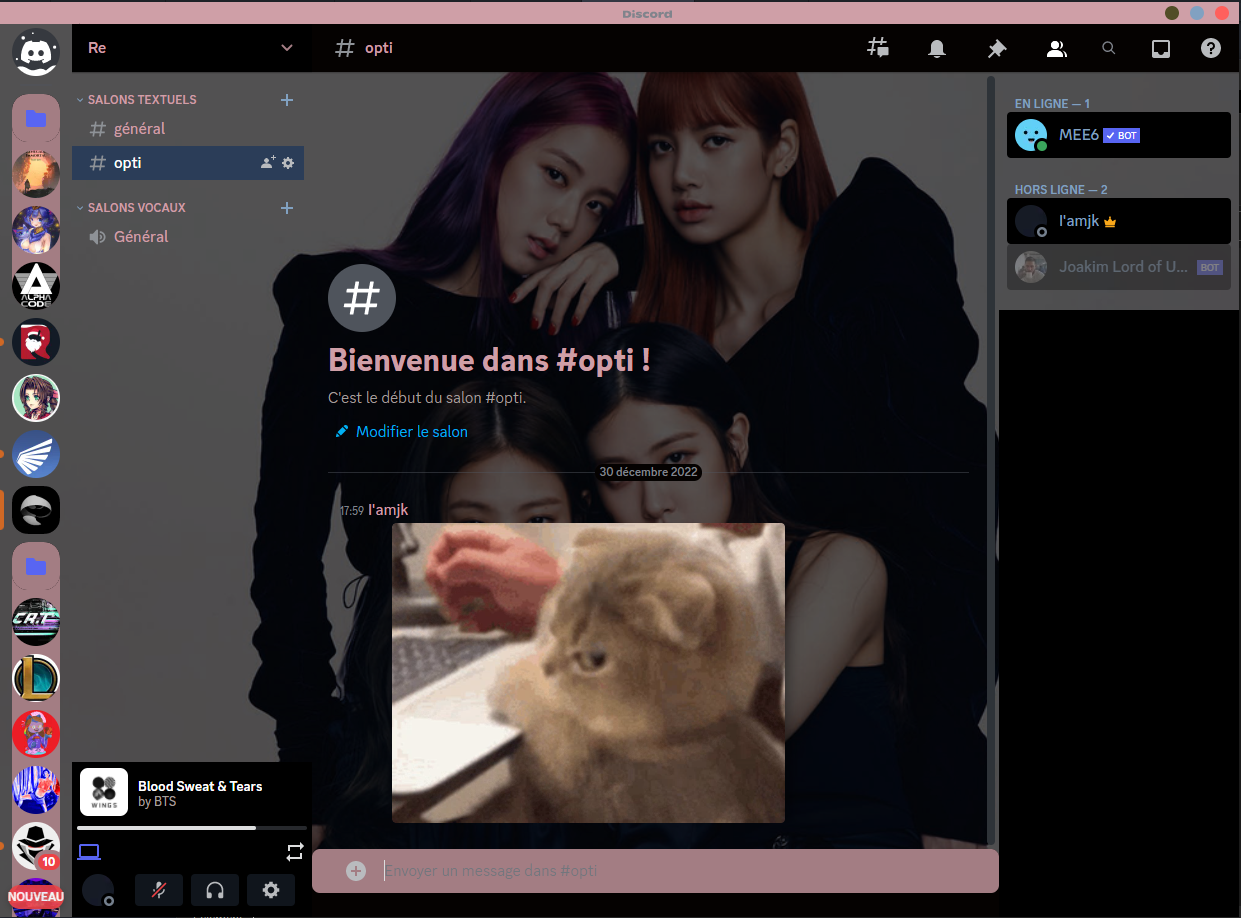 Discord
Re
opti
SALONS TEXTUELS
général
opti
SALONS VOCAUX
Général
Bienvenue dans #opti !
C'est le début du salon #opti.
Modifier le salon
30 décembre 2022
17:59 l'amjk
Envoyer un message dans #opti
EN LIGNE — 1
MEE6 BOT
HORS LIGNE — 2
l'amjk
Joakim Lord of U... BOT
ALPHA
CODE
CA.T
10
NOUVEAU
WINGS
Blood Sweat & Tears
by BTS